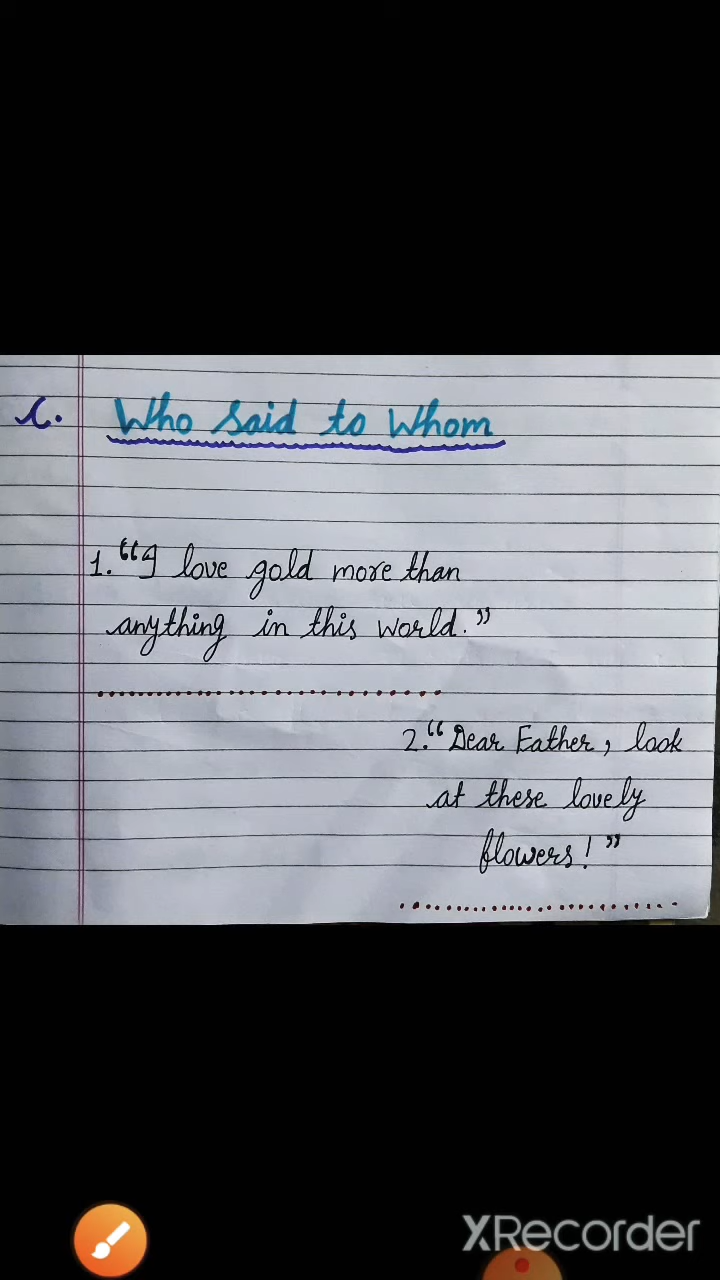 C. Who said to Whom
1. “I love gold more than
anything in this world.”
..............................
2. “Dear Father, look
at these lovely
flowers!”
..............................
XRecorder